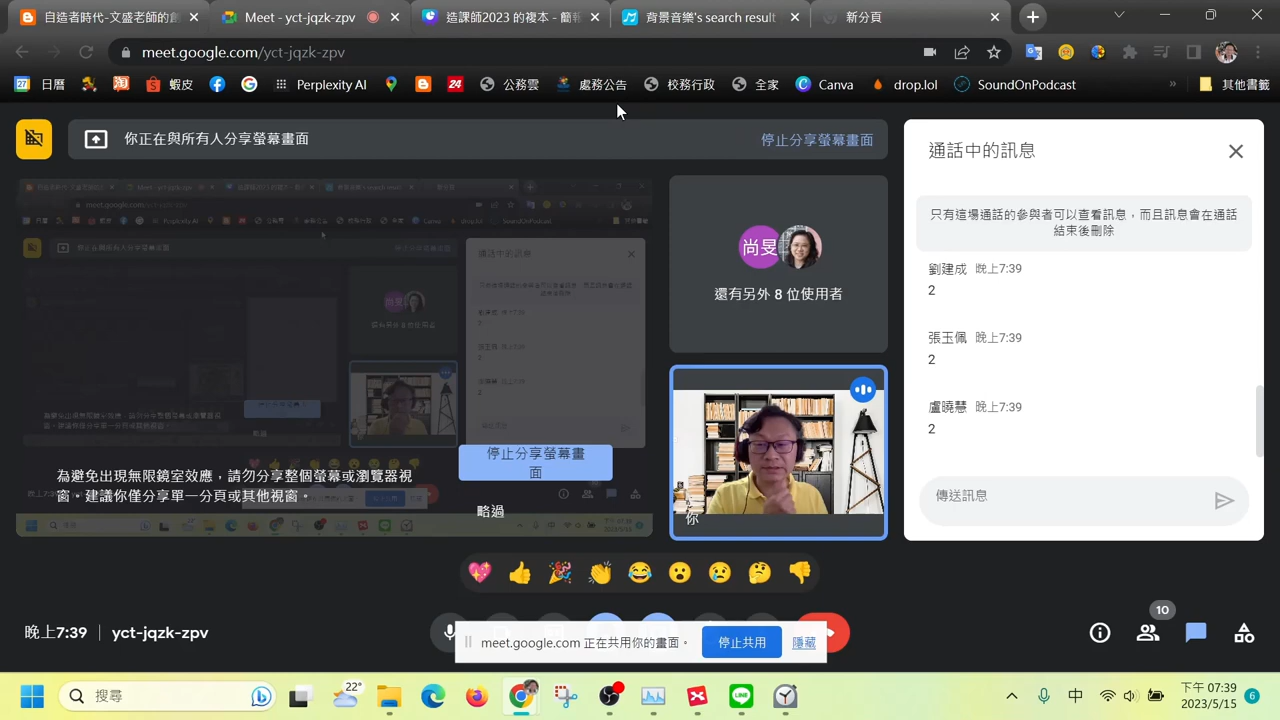 自造者時代-文盛老師的創
Meet - yct-jqzk-zpv
造韻師2023 的複本 - 簡報
背景音樂's search result
新分頁
meet.google.com/yct-jqzk-zpv
27 日曆 淘 蝦皮 Perplexity AI 24 公務雲 處務公告 校務行政 全家 Canva drop.lol SoundOnPodcast » 其他書籤
你正在與所有人分享螢幕畫面
停止分享螢幕畫面
通話中的訊息
只有這場通話的參與者可以查看訊息，而且訊息會在通話
結束後刪除
劉建成 晚上7:39
2
張玉佩 晚上7:39
2
盧曉慧 晚上7:39
2
傳送訊息
尚旻
還有另外 8 位使用者
為避免出現無限鏡室效應，請勿分享整個螢幕或瀏覽器視
窗。建議你僅分享單一分頁或其他視窗。
停止分享螢幕畫
面
略過
你
晚上7:39 yct-jqzk-zpv
meet.google.com 正在共用你的畫面。 停止共用 隱藏
10
搜尋
22°
中
下午 07:39
2023/5/15
6